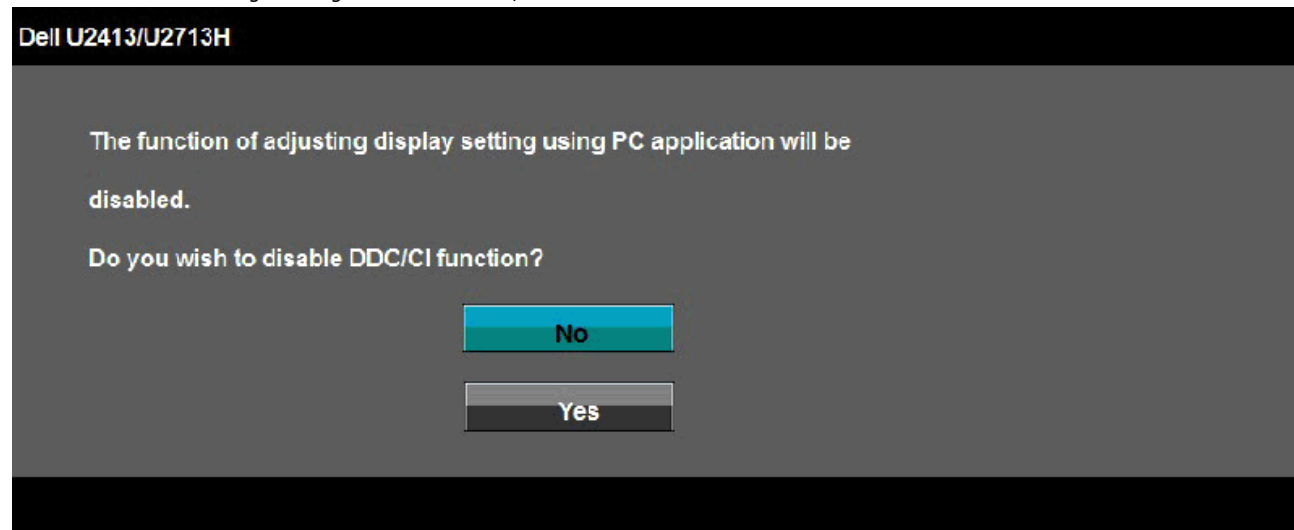 Dell U2413/U2713H
The function of adjusting display setting using PC application will be
disabled.
Do you wish to disable DDC/CI function?
No
Yes